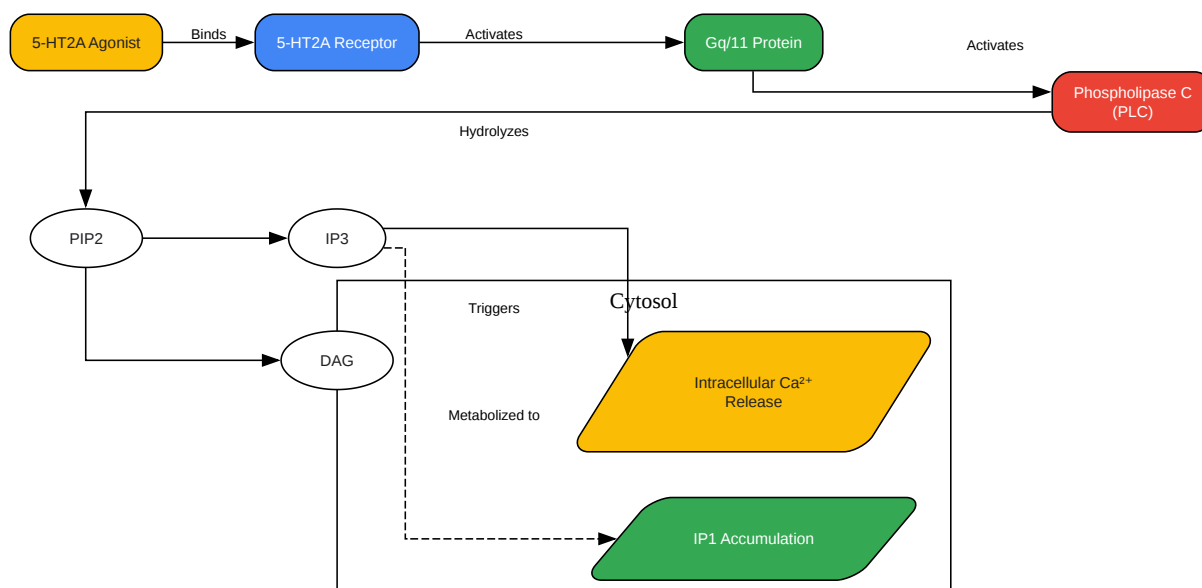 5-HT2A Agonist
Binds
5-HT2A Receptor
Activates
Gq/11 Protein
Activates
Phospholipase C
(PLC)
Hydrolyzes
PIP2
IP3
Cytosol
Triggers
DAG
Intracellular Ca²⁺
Release
Metabolized to
IP1 Accumulation